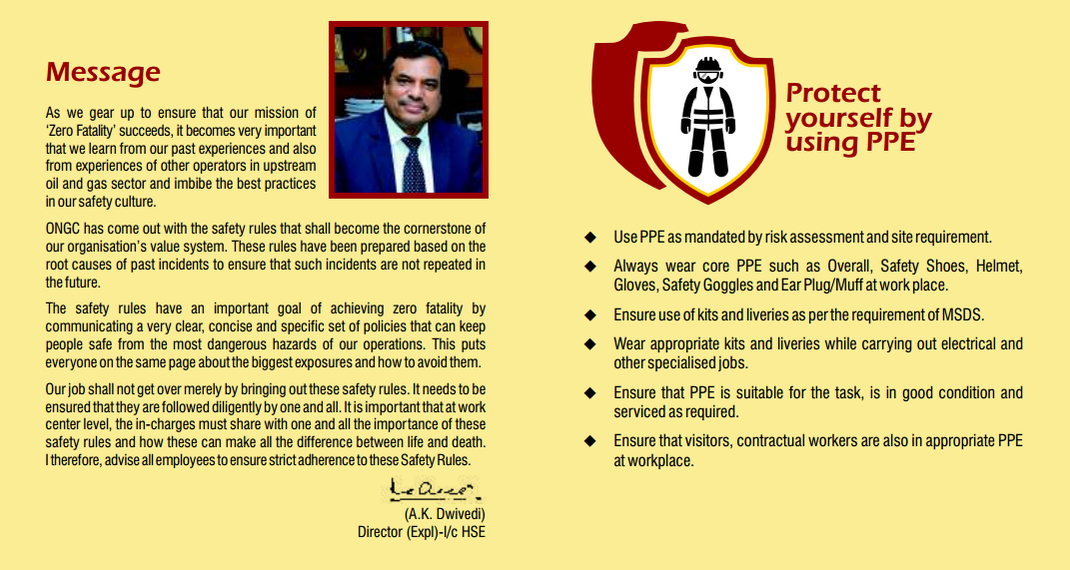 Message
As we gear up to ensure that our mission of
‘Zero Fatality’ succeeds, it becomes very important
that we learn from our past experiences and also
from experiences of other operators in upstream
oil and gas sector and imbibe the best practices
in our safety culture.
ONGC has come out with the safety rules that shall become the cornerstone of
our organisation’s value system. These rules have been prepared based on the
root causes of past incidents to ensure that such incidents are not repeated in
the future.
The safety rules have an important goal of achieving zero fatality by
communicating a very clear, concise and specific set of policies that can keep
people safe from the most dangerous hazards of our operations. This puts
everyone on the same page about the biggest exposures and how to avoid them.
Our job shall not get over merely by bringing out these safety rules. It needs to be
ensured that they are followed diligently by one and all. It is important that at work
center level, the in-charges must share with one and all the importance of these
safety rules and how these can make all the difference between life and death.
I therefore, advise all employees to ensure strict adherence to these Safety Rules.
(A.K. Dwivedi)
Director (Expl)-I/c HSE
Protect
yourself by
using PPE
◆ Use PPE as mandated by risk assessment and site requirement.
◆ Always wear core PPE such as Overall, Safety Shoes, Helmet,
Gloves, Safety Goggles and Ear Plug/Muff at work place.
◆ Ensure use of kits and liveries as per the requirement of MSDS.
◆ Wear appropriate kits and liveries while carrying out electrical and
other specialised jobs.
◆ Ensure that PPE is suitable for the task, is in good condition and
serviced as required.
◆ Ensure that visitors, contractual workers are also in appropriate PPE
at workplace.